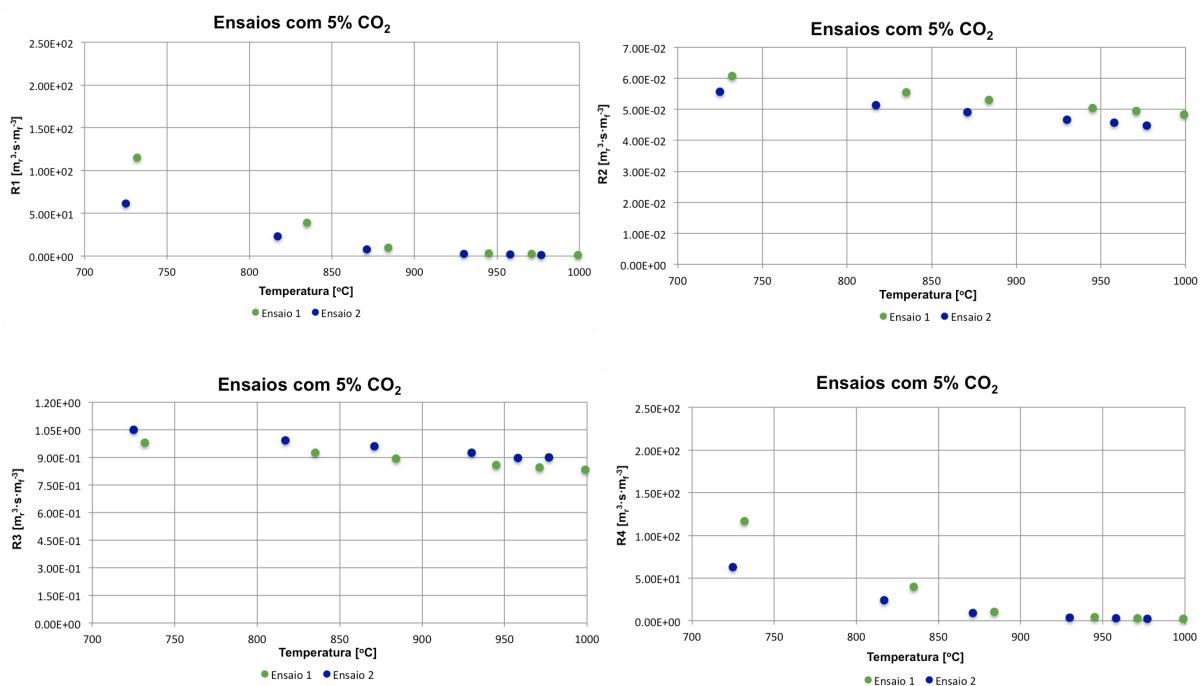 Ensaios com 5% CO₂
R1 [mᵣ³·s·m_f⁻³]
2.50E+02
2.00E+02
1.50E+02
1.00E+02
5.00E+01
0.00E+00
700 750 800 850 900 950 1000
Temperatura [ºC]
Ensaio 1 Ensaio 2
Ensaios com 5% CO₂
R2 [mᵣ³·s·m_f⁻³]
7.00E-02
6.00E-02
5.00E-02
4.00E-02
3.00E-02
2.00E-02
1.00E-02
0.00E+00
700 750 800 850 900 950 1000
Temperatura [ºC]
Ensaio 1 Ensaio 2
Ensaios com 5% CO₂
R3 [mᵣ³·s·m_f⁻³]
1.20E+00
1.05E+00
9.00E-01
7.50E-01
6.00E-01
4.50E-01
3.00E-01
1.50E-01
0.00E+00
700 750 800 850 900 950 1000
Temperatura [ºC]
Ensaio 1 Ensaio 2
Ensaios com 5% CO₂
R4 [mᵣ³·s·m_f⁻³]
2.50E+02
2.00E+02
1.50E+02
1.00E+02
5.00E+01
0.00E+00
700 750 800 850 900 950 1000
Temperatura [ºC]
Ensaio 1 Ensaio 2